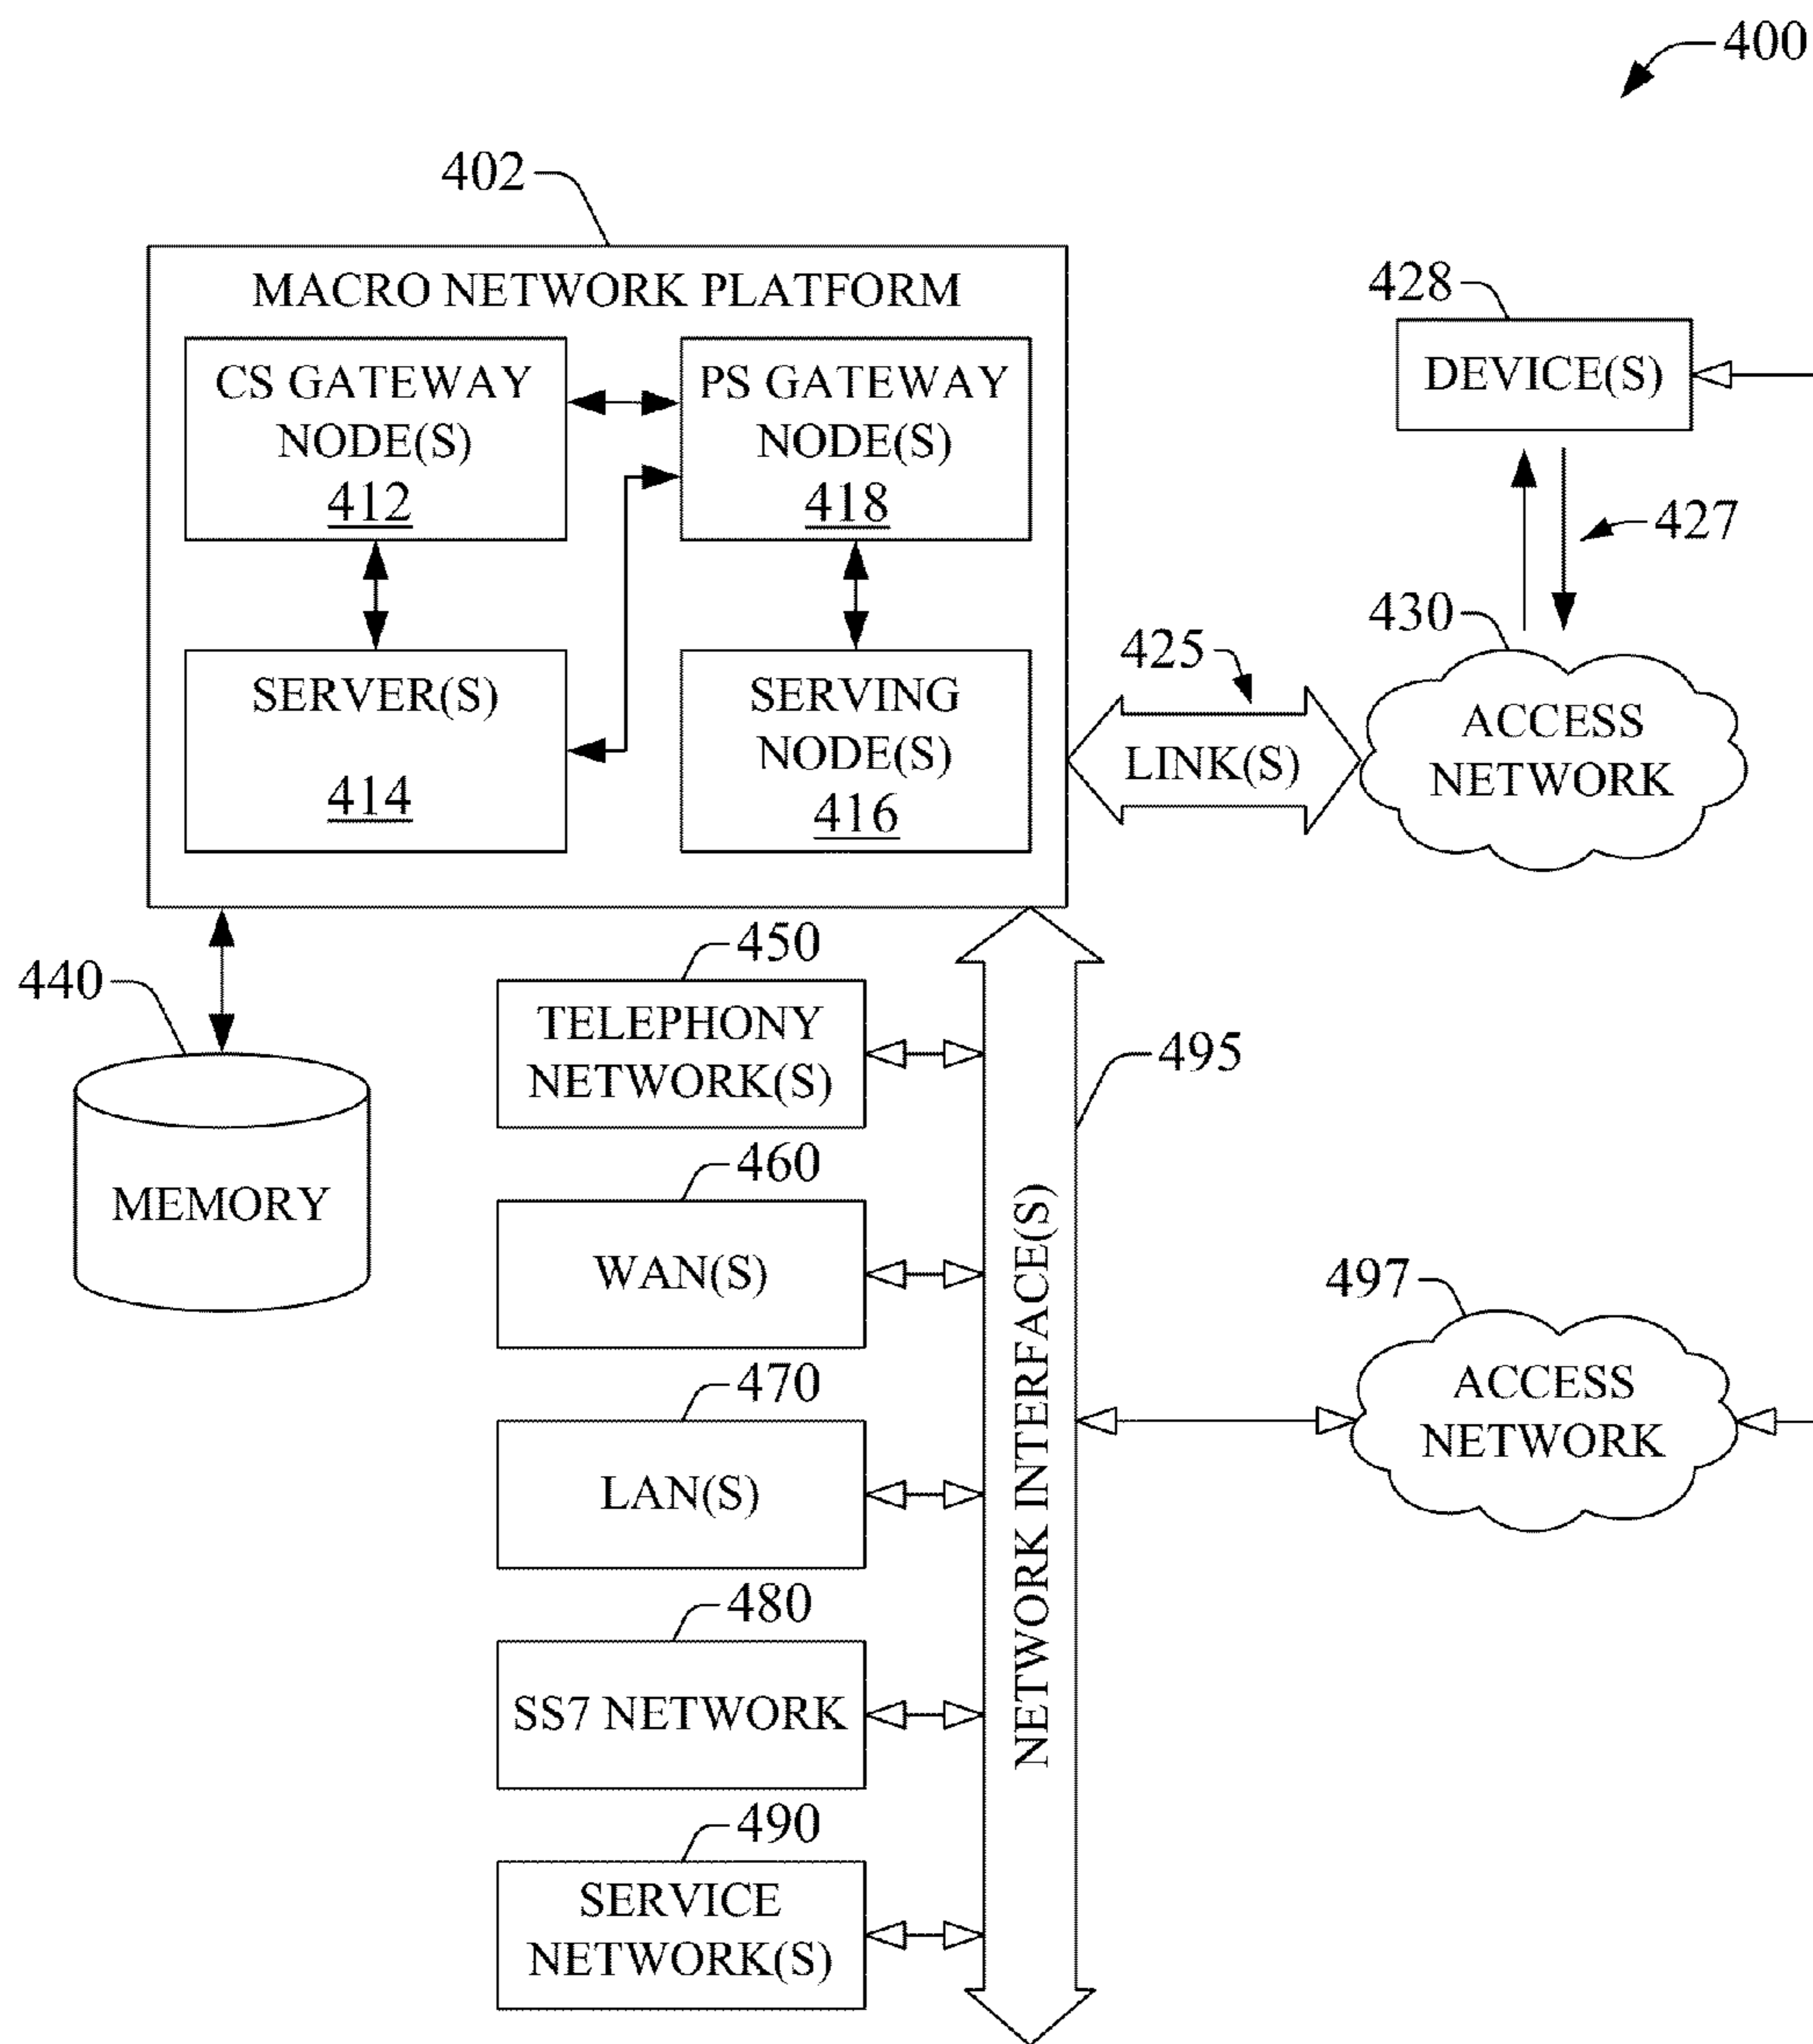 400
402
MACRO NETWORK PLATFORM
CS GATEWAY
NODE(S)
412
PS GATEWAY
NODE(S)
418
SERVER(S)
414
SERVING
NODE(S)
416
428
DEVICE(S)
427
430
ACCESS
NETWORK
425
LINK(S)
440
MEMORY
450
TELEPHONY
NETWORK(S)
460
WAN(S)
470
LAN(S)
480
SS7 NETWORK
490
SERVICE
NETWORK(S)
495
NETWORK INTERFACE(S)
497
ACCESS
NETWORK